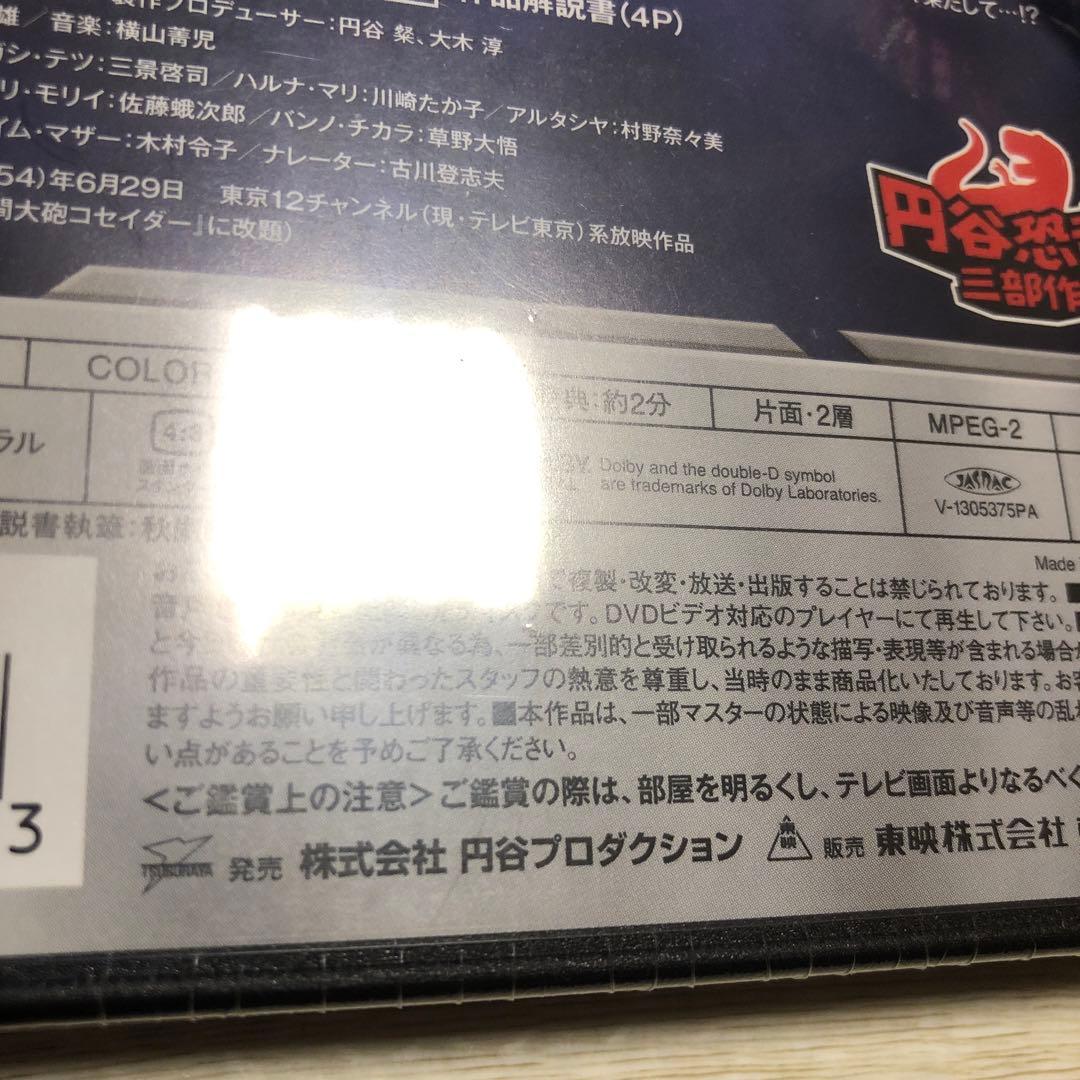 作品解説書(4P)
製作プロデューサー:円谷 粲、大木 淳
雄/音楽:横山菁児
ガシ・テツ:三景啓司/ハルナ・マリ:川崎たか子/アルタシヤ:村野奈々美
リ・モリイ:佐藤蛾次郎/バンノ・チカラ:草野大悟
イム・マザー:木村令子/ナレーター:古川登志夫
54)年6月29日 東京12チャンネル(現・テレビ東京)系放映作品
間大砲コセイダー』に改題)
円谷恐
三部作
COLOR
典:約2分
片面・2層
MPEG-2
ラル
4:3
Dolby and the double-D symbol
are trademarks of Dolby Laboratories.
JASRAC
V-1305375PA
説書執筆:秋
Made
複製・改変・放送・出版することは禁じられております。■
です。DVDビデオ対応のプレイヤーにて再生して下さい。
が異なる為、一部差別的と受け取られるような描写・表現等が含まれる場合が
作品の重要性と関わったスタッフの熱意を尊重し、当時のまま商品化いたしております。お客
ますようお願い申し上げます。■本作品は、一部マスターの状態による映像及び音声等の乱れ
い点があることを予めご了承ください。
<ご鑑賞上の注意>ご鑑賞の際は、部屋を明るくし、テレビ画面よりなるべく
3
TSUBURAYA 発売 株式会社 円谷プロダクション 東映 販売 東映株式会社